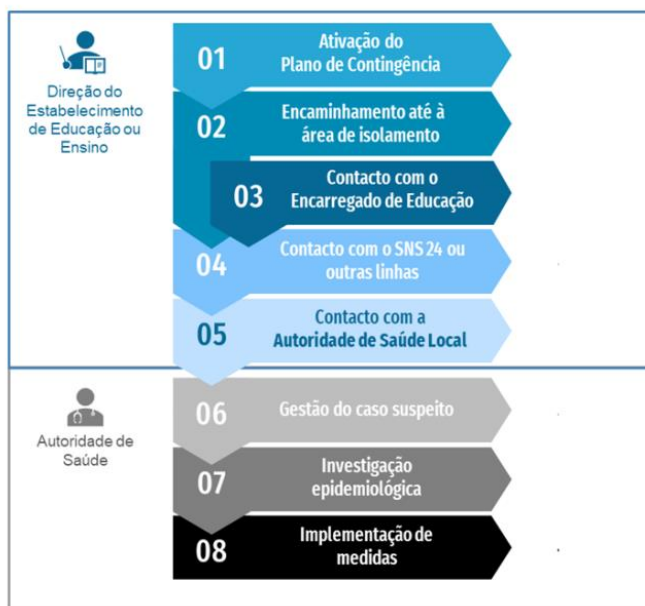 Direção do
Estabelecimento
de Educação ou
Ensino
01
Ativação do
Plano de Contingência
02
Encaminhamento até à
área de isolamento
03
Contacto com o
Encarregado de Educação
04
Contacto com o SNS 24 ou
outras linhas
05
Contacto com a
Autoridade de Saúde Local
Autoridade de
Saúde
06
Gestão do caso suspeito
07
Investigação
epidemiológica
08
Implementação de
medidas